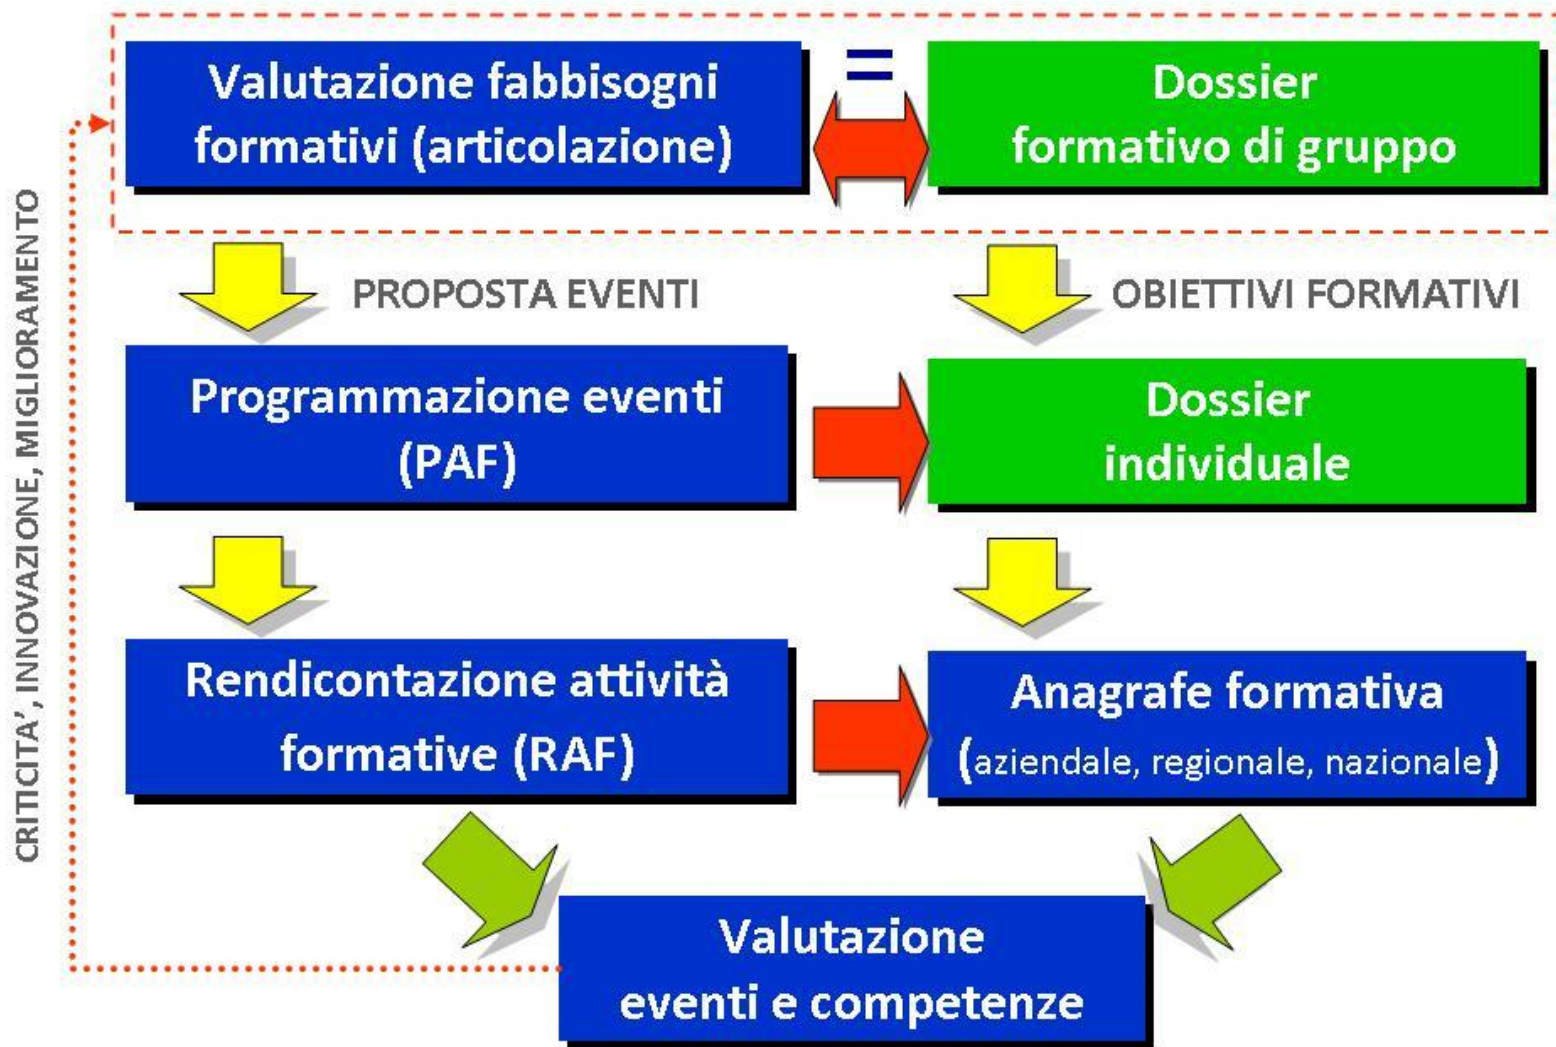 Valutazione fabbisogni
formativi (articolazione)
=
Dossier
formativo di gruppo
PROPOSTA EVENTI
OBIETTIVI FORMATIVI
Programmazione eventi
(PAF)
Dossier
individuale
Rendicontazione attività
formative (RAF)
Anagrafe formativa
(aziendale, regionale, nazionale)
Valutazione
eventi e competenze
CRITICITA’, INNOVAZIONE, MIGLIORAMENTO